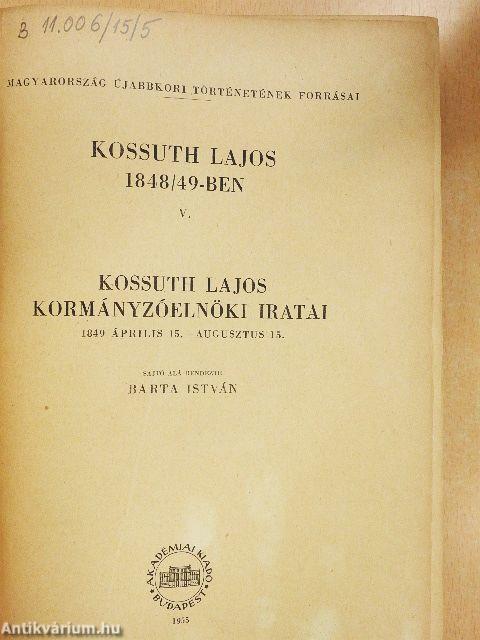 B 11.006/15/5
MAGYARORSZÁG ÚJABBKORI TÖRTÉNETÉNEK FORRÁSAI
KOSSUTH LAJOS
1848/49-BEN
V.
KOSSUTH LAJOS
KORMÁNYZÓELNÖKI IRATAI
1849 ÁPRILIS 15. - AUGUSZTUS 15.
SAJTÓ ALÁ RENDEZTE
BARTA ISTVÁN
AKADÉMIAI KIADÓ
BUDAPEST
1955
Antikvárium.hu